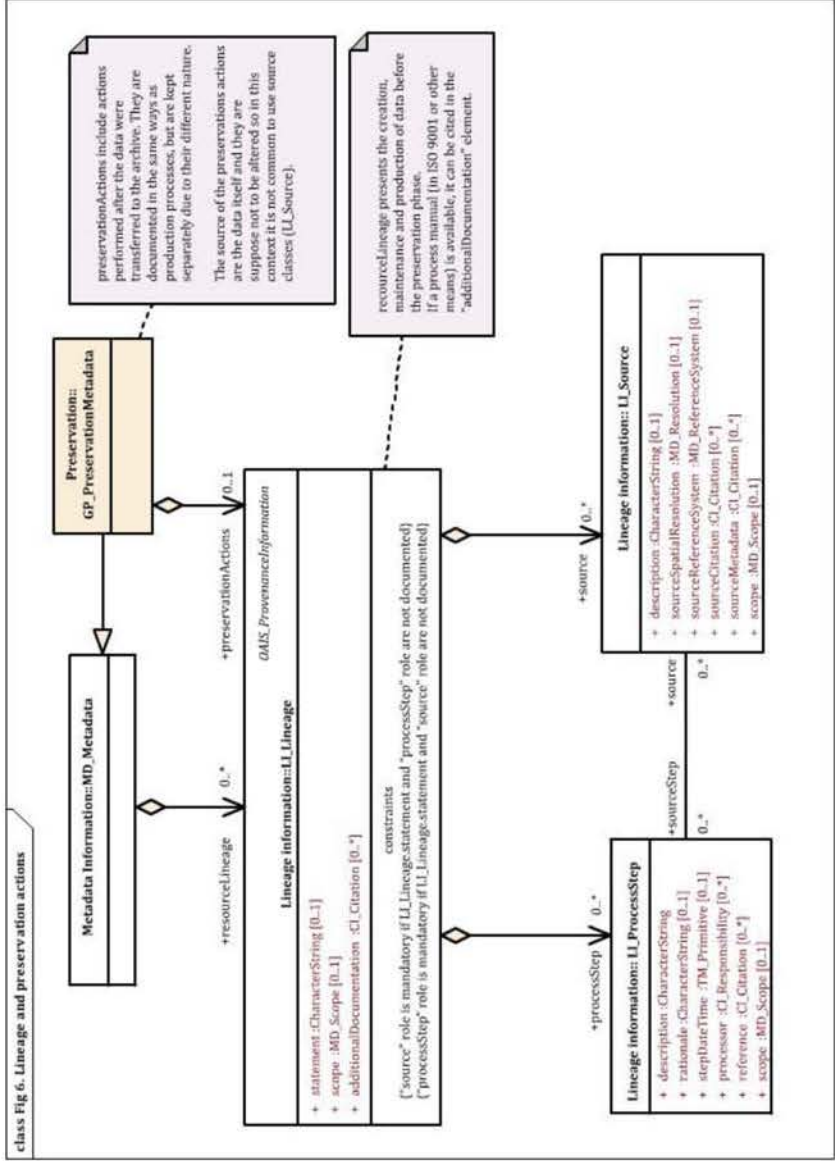 class Fig 6. Lineage and preservation actions
Metadata Information::MD_Metadata
Preservation::
GP_PreservationMetadata
preservationActions include actions
performed after the data were
transferred to the archive. They are
documented in the same ways as
production processes, but are kept
separately due to their different nature.
The source of the preservations actions
are the data itself and they are
suppose not to be altered so in this
context it is not common to use source
classes (LI_Source).
+resourceLineage
0..*
+preservationActions
0..1
OAIS_ProvenanceInformation
Lineage information::LI_Lineage
+ statement :CharacterString [0..1]
+ scope :MD_Scope [0..1]
+ additionalDocumentation :CI_Citation [0..*]
constraints
{"source" role is mandatory if LI_Lineage.statement and "processStep" role are not documented}
{"processStep" role is mandatory if LI_Lineage.statement and "source" role are not documented}
recourceLineage presents the creation,
maintenance and production of data before
the preservation phase.
If a process manual (in ISO 9001 or other
means) is available, it can be cited in the
"additionalDocumentation" element.
+processStep
0..*
+source
0..*
Lineage information:: LI_ProcessStep
+ description :CharacterString
+ rationale :CharacterString [0..1]
+ stepDateTime :TM_Primitive [0..1]
+ processor :CI_Responsibility [0..*]
+ reference :CI_Citation [0..*]
+ scope :MD_Scope [0..1]
+sourceStep
0..*
+source
0..*
Lineage information:: LI_Source
+ description :CharacterString [0..1]
+ sourceSpatialResolution :MD_Resolution [0..1]
+ sourceReferenceSystem :MD_ReferenceSystem [0..1]
+ sourceCitation :CI_Citation [0..*]
+ sourceMetadata :CI_Citation [0..*]
+ scope :MD_Scope [0..1]